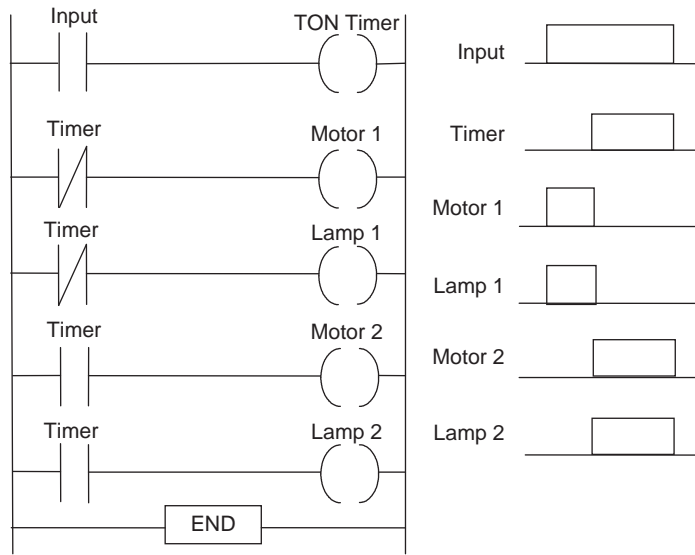 Input
TON Timer
Timer
Motor 1
Timer
Lamp 1
Timer
Motor 2
Timer
Lamp 2
END
Input
Timer
Motor 1
Lamp 1
Motor 2
Lamp 2